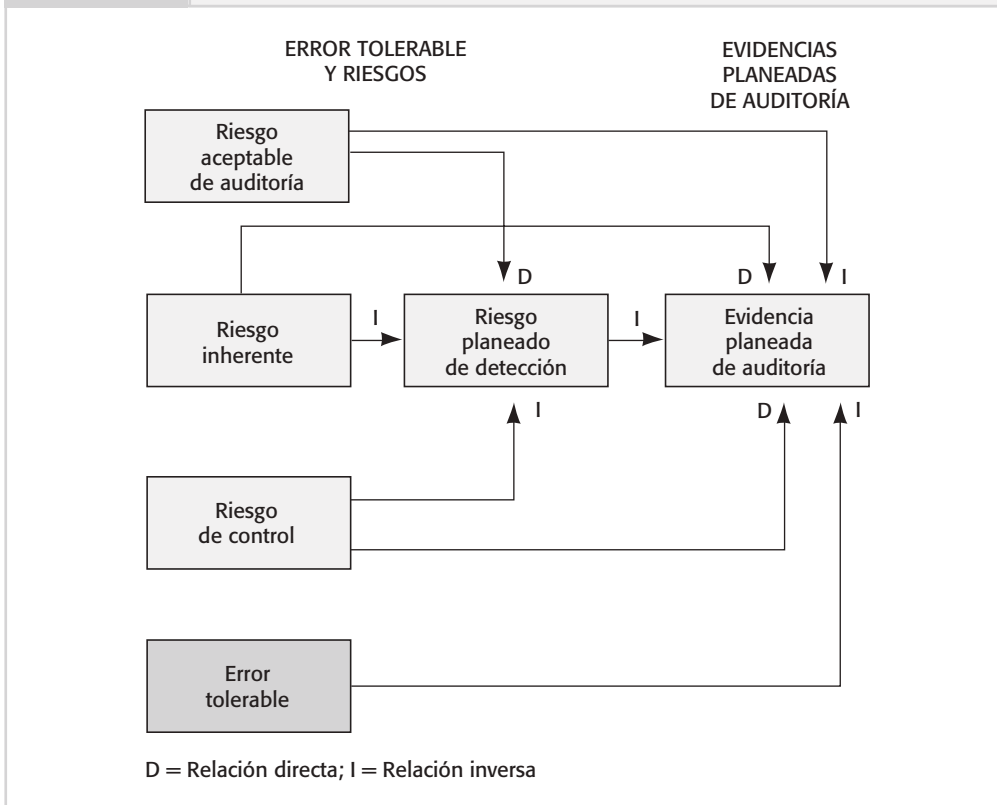 ERROR TOLERABLE
Y RIESGOS
EVIDENCIAS
PLANEADAS
DE AUDITORÍA
Riesgo
aceptable
de auditoría
D
D
I
Riesgo
inherente
I
Riesgo
planeado
de detección
I
Evidencia
planeada
de auditoría
I
D
I
Riesgo
de control
Error
tolerable
D = Relación directa; I = Relación inversa